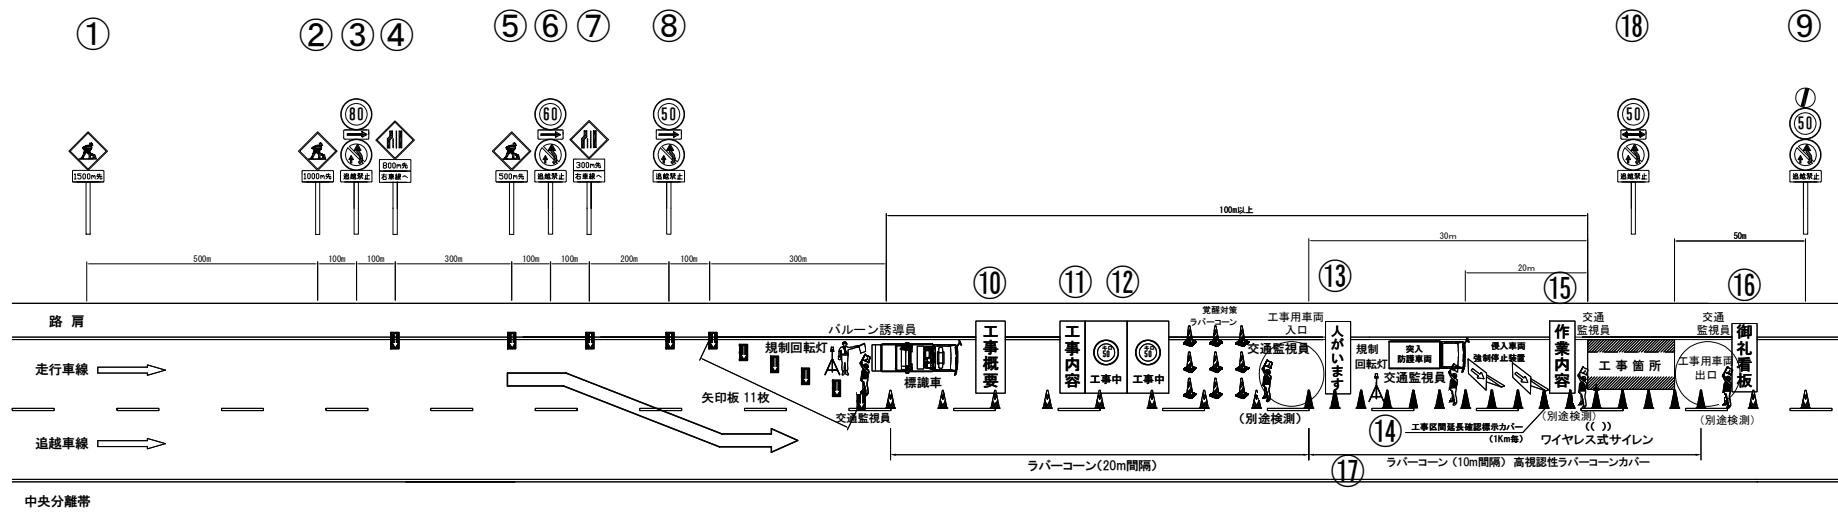 ① ② ③ ④ ⑤ ⑥ ⑦ ⑧ ⑱ ⑨
80 60 50 50 50
1500m先
1000m先
追越禁止
800m先
右車線へ
500m先
追越禁止
300m先
右車線へ
追越禁止
追越禁止
追越禁止
100m以上
30m
50m
20m
500m 100m 100m 300m 100m 100m 200m 100m 300m
⑩ ⑪ ⑫ ⑬ ⑮ ⑯
路肩
走行車線
追越車線
中央分離帯
矢印板 11枚
規制回転灯
バルーン誘導員
標識車
交通監視員
工事概要
工事内容
50
工事中
50
工事中
覚醒対策
ラバーコーン
工事用車両
入口
交通監視員
(別途検測)
人がいます
規制
回転灯
突入
防護車両
交通監視員
侵入車両
強制停止装置
作業内容
交通
監視員
(別途検測)
工事箇所
交通
監視員
工事用車両
出口
(別途検測)
御礼看板
⑭ 工事区間延長確認標示カバー
(1Km毎)
(( ))
ワイヤレス式サイレン
ラバーコーン(20m間隔)
⑰ ラバーコーン (10m間隔) 高視認性ラバーコーンカバー